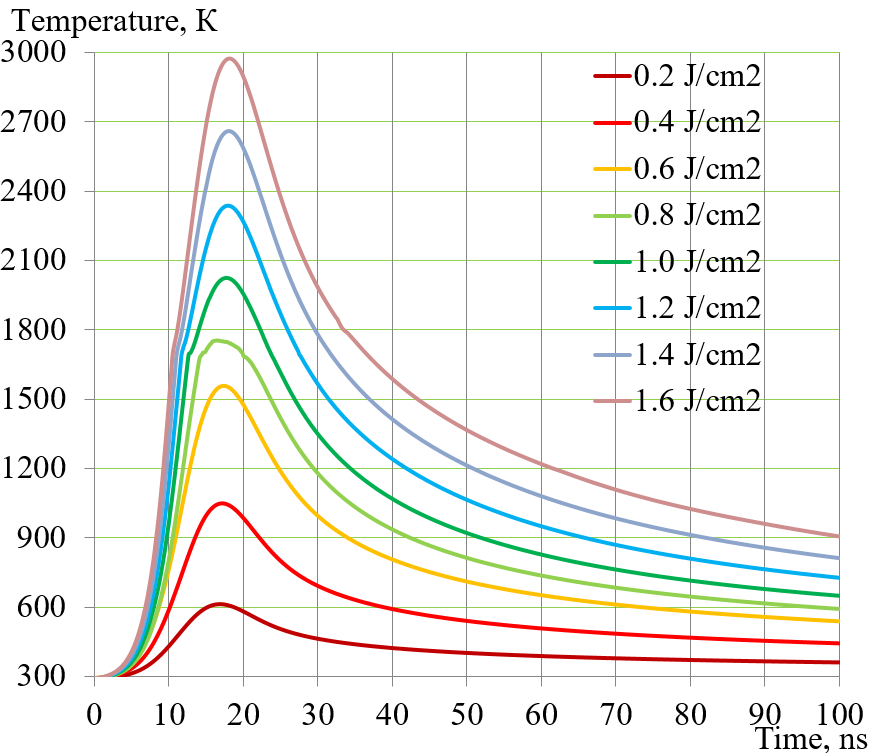 Temperature, K
3000
2700
2400
2100
1800
1500
1200
900
600
300
0.2 J/cm2
0.4 J/cm2
0.6 J/cm2
0.8 J/cm2
1.0 J/cm2
1.2 J/cm2
1.4 J/cm2
1.6 J/cm2
0 10 20 30 40 50 60 70 80 90 100
Time, ns